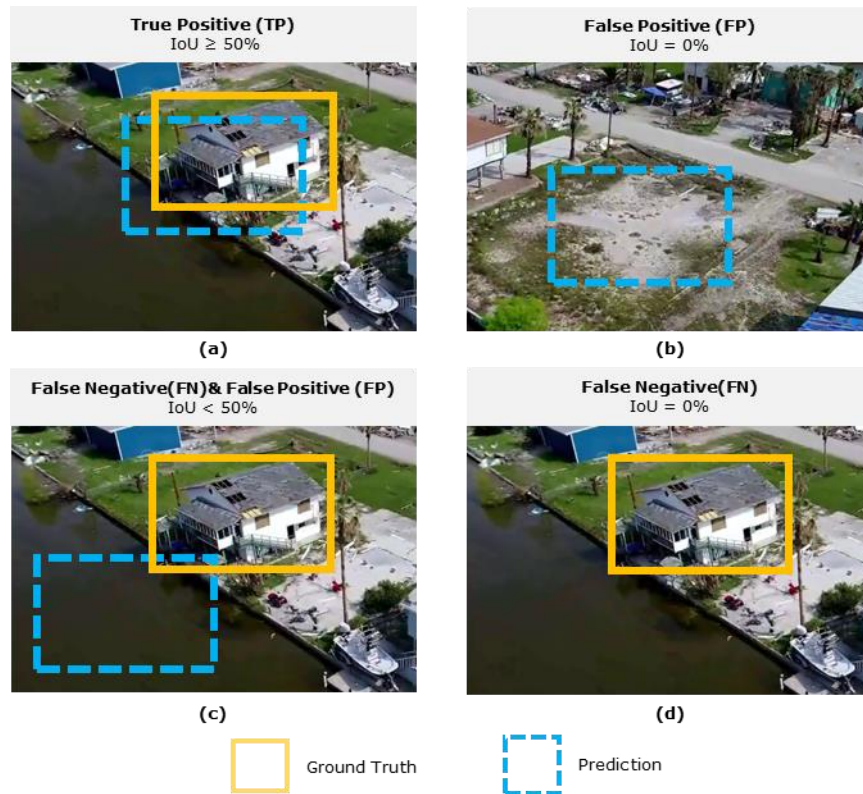 True Positive (TP)
IoU ≥ 50%
False Positive (FP)
IoU = 0%
(a)
(b)
False Negative(FN)& False Positive (FP)
IoU < 50%
False Negative(FN)
IoU = 0%
(c)
(d)
Ground Truth
Prediction